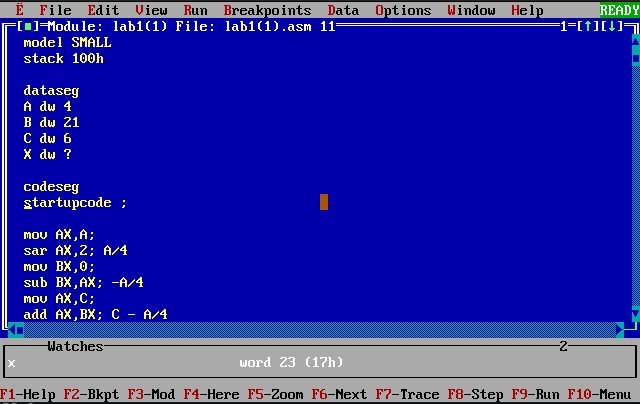 Ë File Edit View Run Breakpoints Data Options Window Help READY
[■]=Module: lab1(1) File: lab1(1).asm 11 1=[↑][↓]
model SMALL
stack 100h
dataseg
A dw 4
B dw 21
C dw 6
X dw ?
codeseg
startupcode ;
mov AX,A;
sar AX,2; A/4
mov BX,0;
sub BX,AX; -A/4
mov AX,C;
add AX,BX; C - A/4
Watches 2
x word 23 (17h)
F1-Help F2-Bkpt F3-Mod F4-Here F5-Zoom F6-Next F7-Trace F8-Step F9-Run F10-Menu